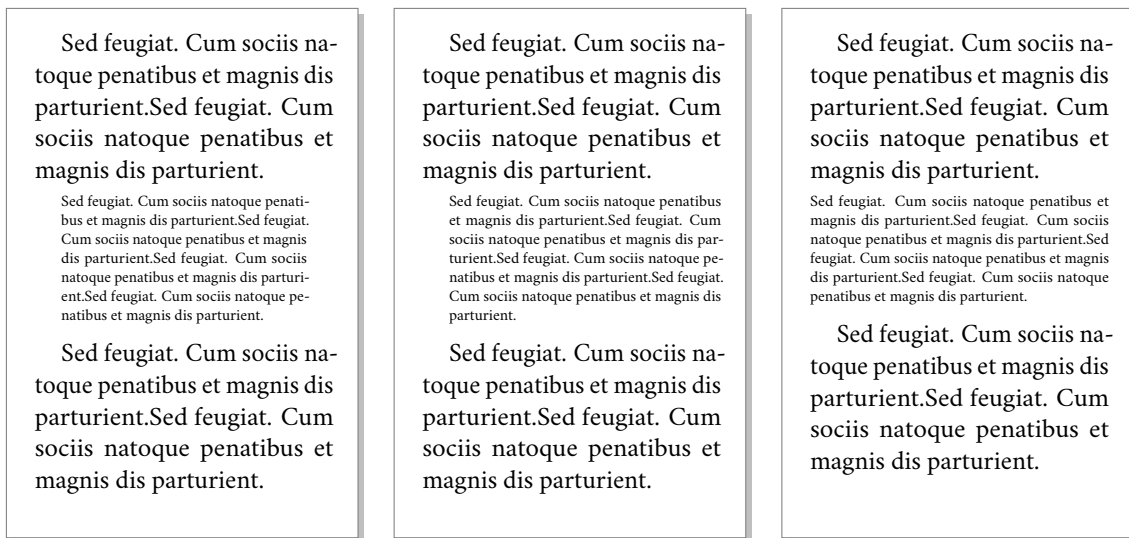 Sed feugiat. Cum sociis na-
toque penatibus et magnis dis
parturient.Sed feugiat. Cum
sociis natoque penatibus et
magnis dis parturient.
Sed feugiat. Cum sociis natoque penati-
bus et magnis dis parturient.Sed feugiat.
Cum sociis natoque penatibus et magnis
dis parturient.Sed feugiat. Cum sociis
natoque penatibus et magnis dis parturi-
ent.Sed feugiat. Cum sociis natoque pe-
natibus et magnis dis parturient.
Sed feugiat. Cum sociis na-
toque penatibus et magnis dis
parturient.Sed feugiat. Cum
sociis natoque penatibus et
magnis dis parturient.
Sed feugiat. Cum sociis na-
toque penatibus et magnis dis
parturient.Sed feugiat. Cum
sociis natoque penatibus et
magnis dis parturient.
Sed feugiat. Cum sociis natoque penatibus
et magnis dis parturient.Sed feugiat. Cum
sociis natoque penatibus et magnis dis par-
turient.Sed feugiat. Cum sociis natoque pe-
natibus et magnis dis parturient.Sed feugiat.
Cum sociis natoque penatibus et magnis dis
parturient.
Sed feugiat. Cum sociis na-
toque penatibus et magnis dis
parturient.Sed feugiat. Cum
sociis natoque penatibus et
magnis dis parturient.
Sed feugiat. Cum sociis na-
toque penatibus et magnis dis
parturient.Sed feugiat. Cum
sociis natoque penatibus et
magnis dis parturient.
Sed feugiat. Cum sociis natoque penatibus et
magnis dis parturient.Sed feugiat. Cum sociis
natoque penatibus et magnis dis parturient.Sed
feugiat. Cum sociis natoque penatibus et magnis
dis parturient.Sed feugiat. Cum sociis natoque
penatibus et magnis dis parturient.
Sed feugiat. Cum sociis na-
toque penatibus et magnis dis
parturient.Sed feugiat. Cum
sociis natoque penatibus et
magnis dis parturient.